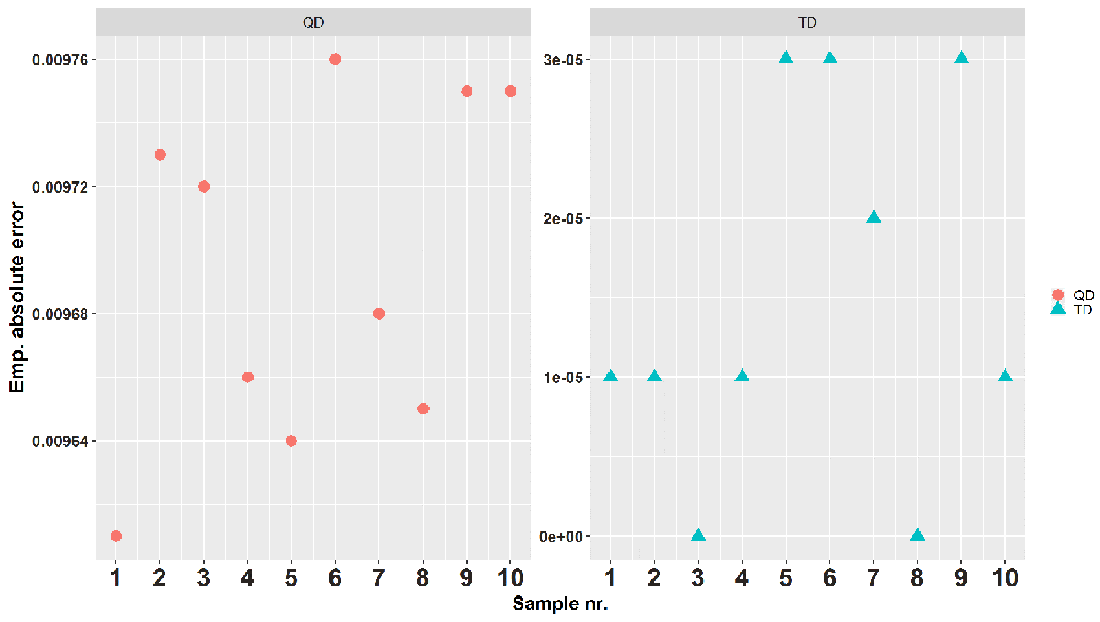 QD
TD
Emp. absolute error
0.00976
0.00972
0.00968
0.00964
3e-05
2e-05
1e-05
0e+00
1 2 3 4 5 6 7 8 9 10
1 2 3 4 5 6 7 8 9 10
Sample nr.
QD
TD